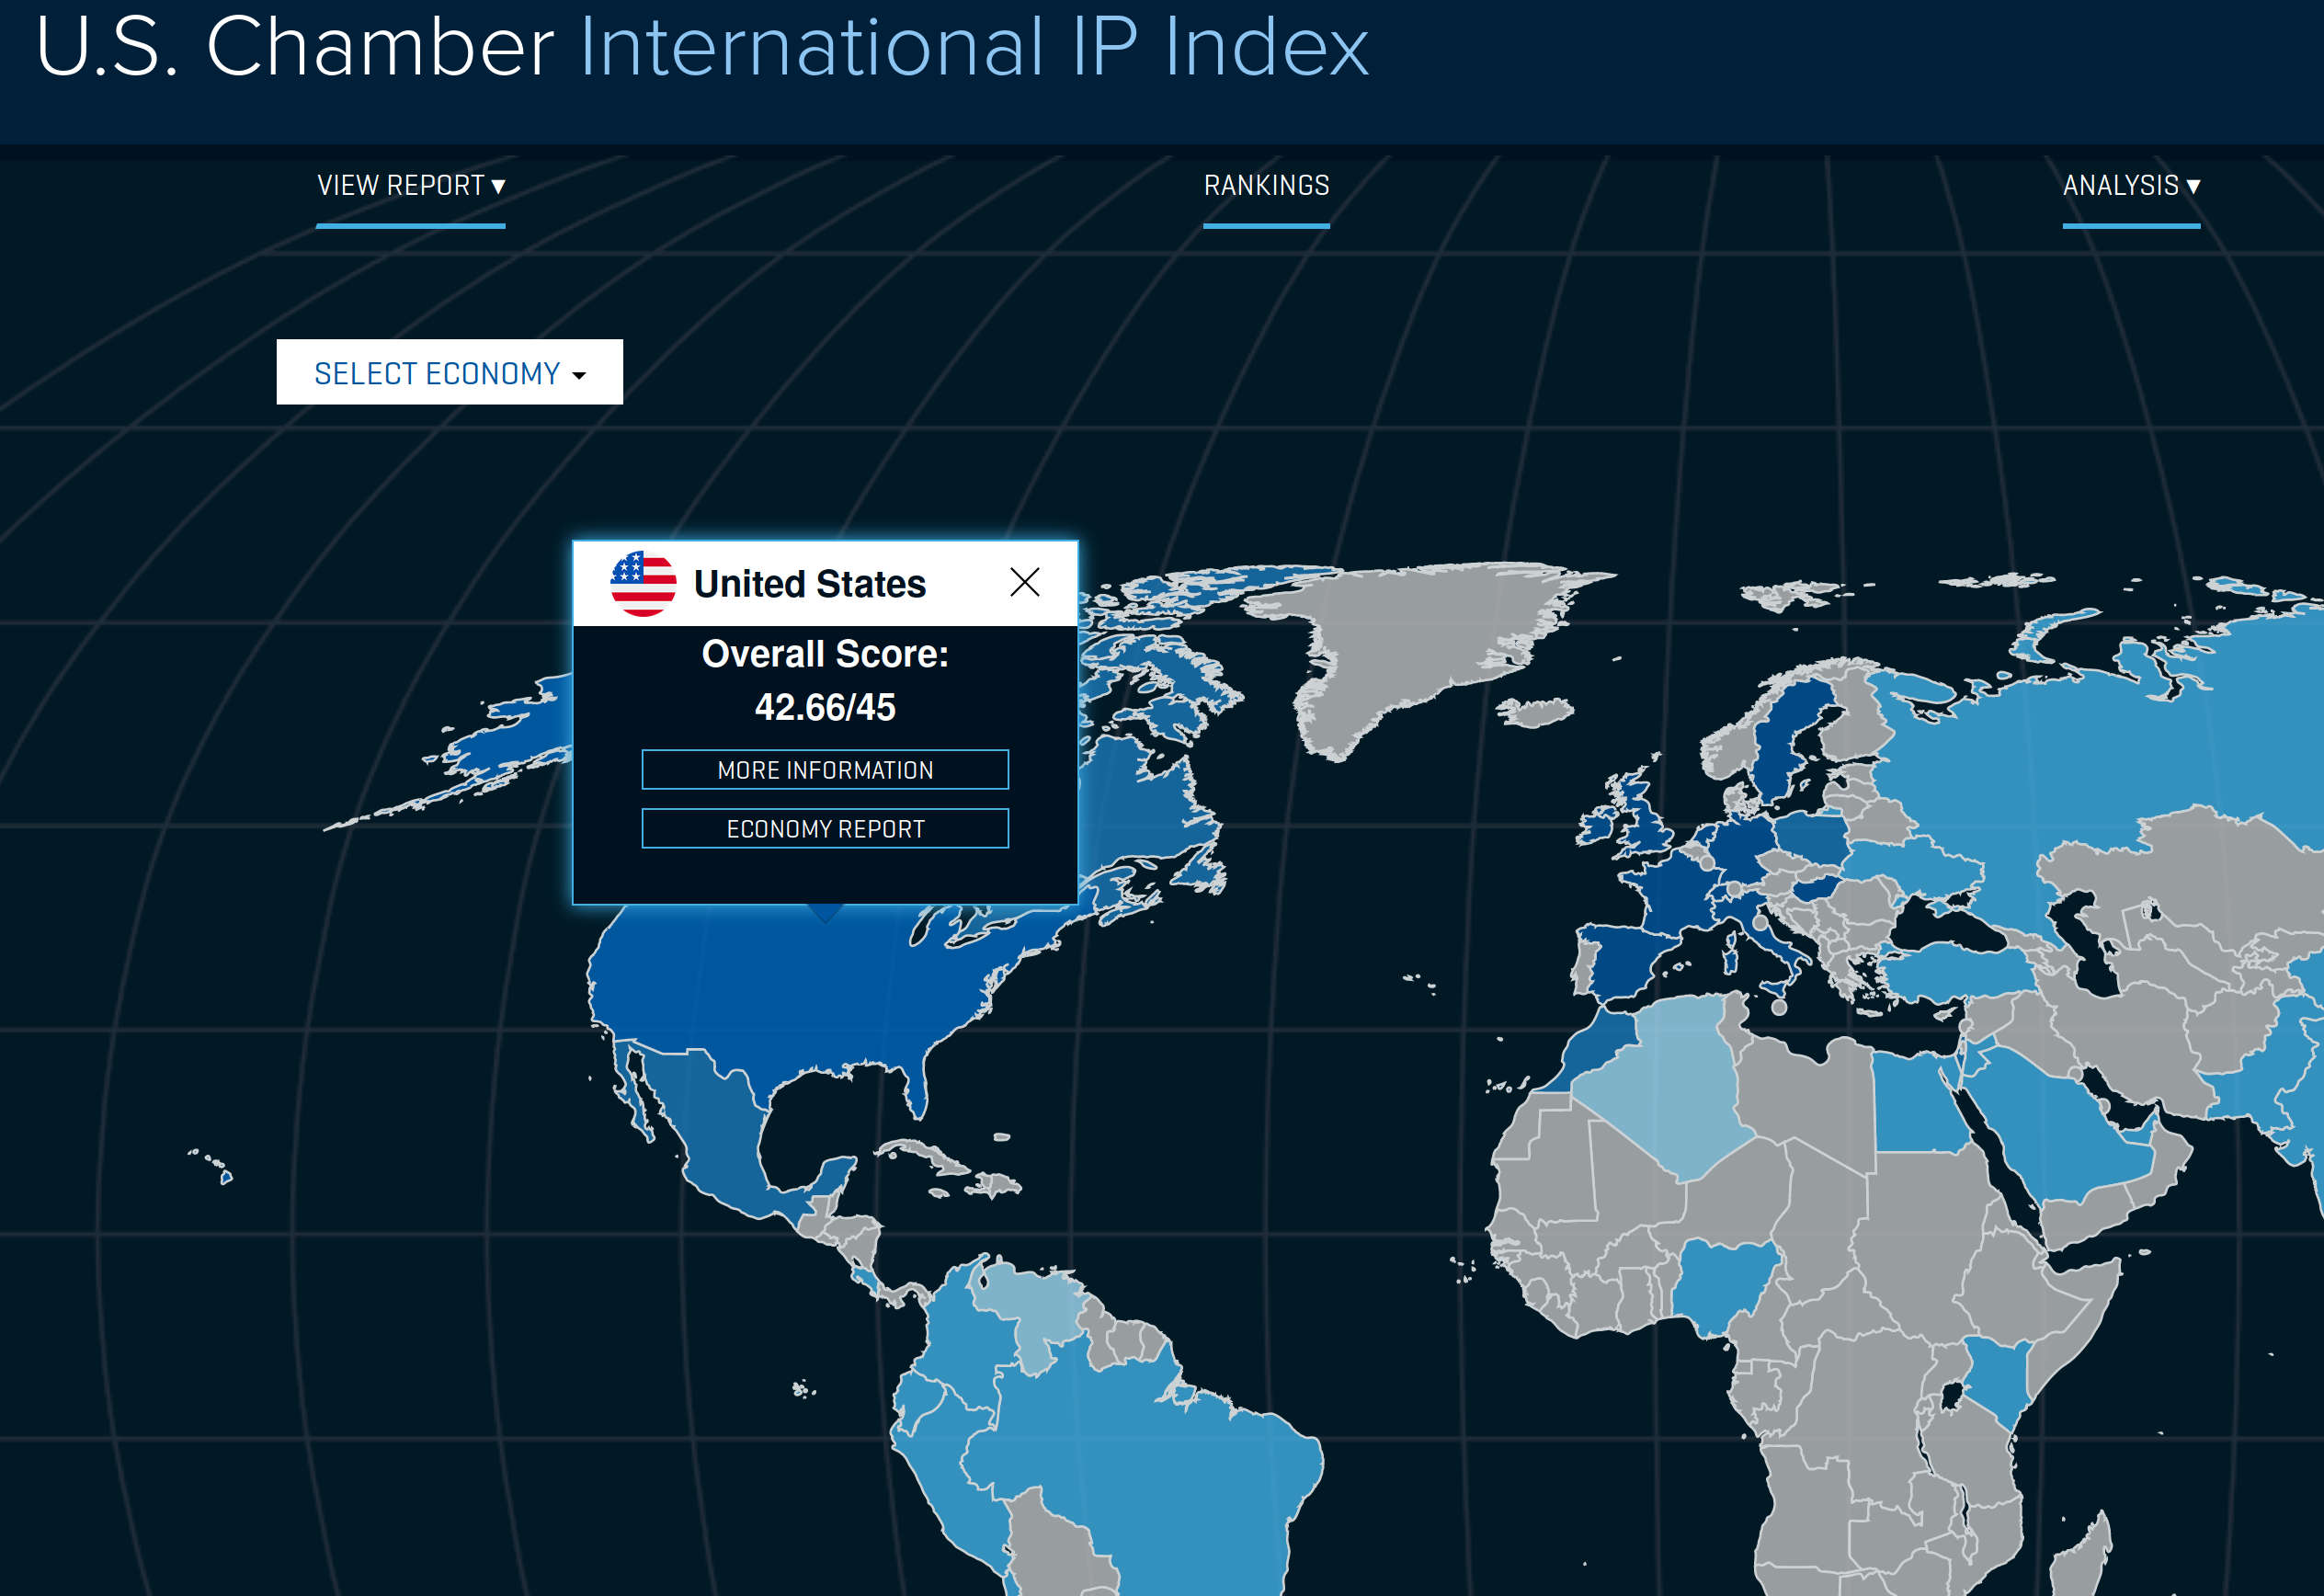 U.S. Chamber International IP Index
VIEW REPORT ▾
RANKINGS
ANALYSIS ▾
SELECT ECONOMY
United States
Overall Score:
42.66/45
MORE INFORMATION
ECONOMY REPORT